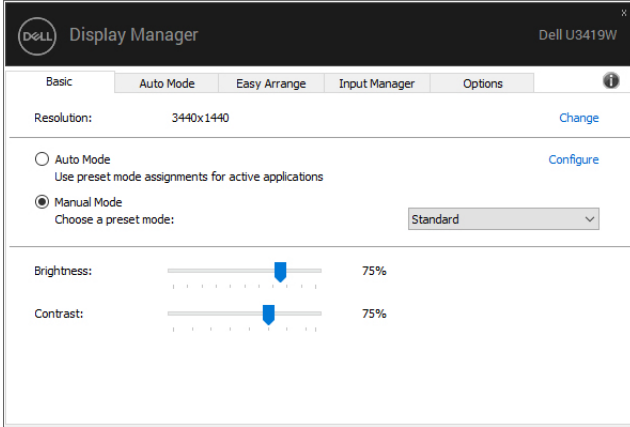 DELL Display Manager Dell U3419W
x
Basic Auto Mode Easy Arrange Input Manager Options i
Resolution: 3440x1440 Change
Auto Mode Configure
Use preset mode assignments for active applications
Manual Mode
Choose a preset mode: Standard
Brightness: 75%
Contrast: 75%